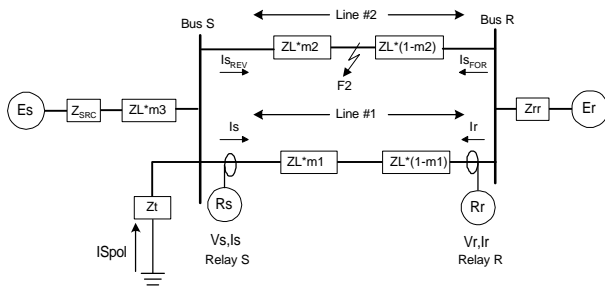 Bus S
Line #2
Bus R
ZL*m2
ZL*(1-m2)
IsREV
F2
IsFOR
Es
ZSRC
ZL*m3
Line #1
Zrr
Er
Is
Ir
ZL*m1
ZL*(1-m1)
Zt
Rs
Rr
ISpol
Vs,Is
Vr,Ir
Relay S
Relay R